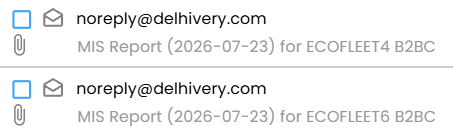 noreply@delhivery.com
MIS Report (2026-07-23) for ECOFLEET4 B2BC
noreply@delhivery.com
MIS Report (2026-07-23) for ECOFLEET6 B2BC